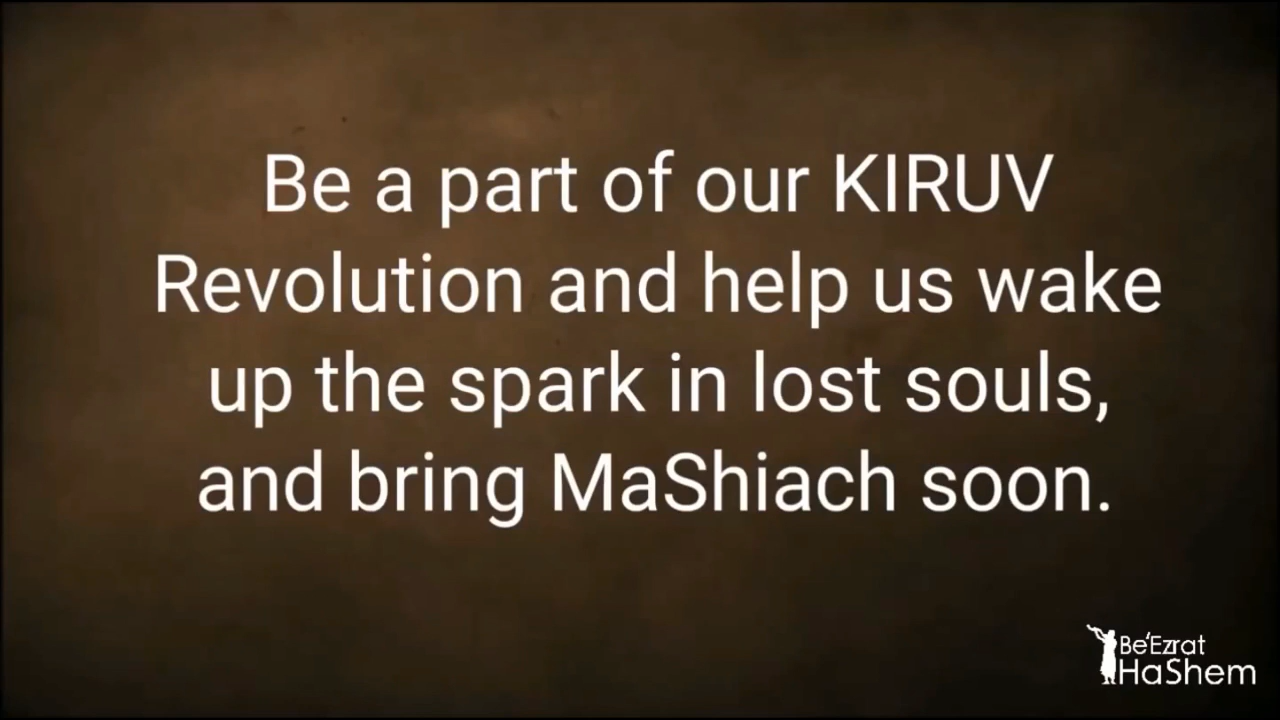 Be a part of our KIRUV
Revolution and help us wake
up the spark in lost souls,
and bring MaShiach soon.
Be'Ezrat
HaShem